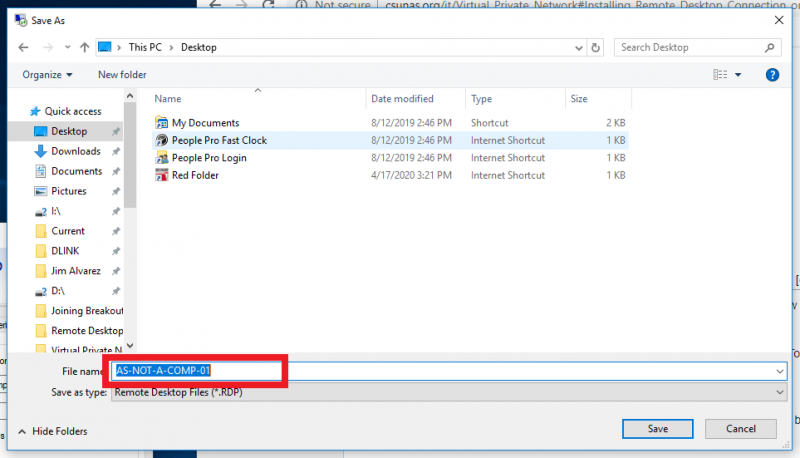 Not secure | csunas.org/it/Virtual_Private_Network#Installing_Remote_Desktop_Connection_o
Save As
This PC > Desktop
Search Desktop
Organize
New folder
Name Date modified Type Size
Quick access
Desktop
Downloads
Documents
Pictures
I:\
Current
DLINK
Jim Alvarez
D:\
Joining Breakout
Remote Desktop
Virtual Private N
My Documents 8/12/2019 2:46 PM Shortcut 2 KB
People Pro Fast Clock 8/12/2019 2:46 PM Internet Shortcut 1 KB
People Pro Login 8/12/2019 2:46 PM Internet Shortcut 1 KB
Red Folder 4/17/2020 3:21 PM Internet Shortcut 1 KB
File name: AS-NOT-A-COMP-01
Save as type: Remote Desktop Files (*.RDP)
Hide Folders
Save
Cancel